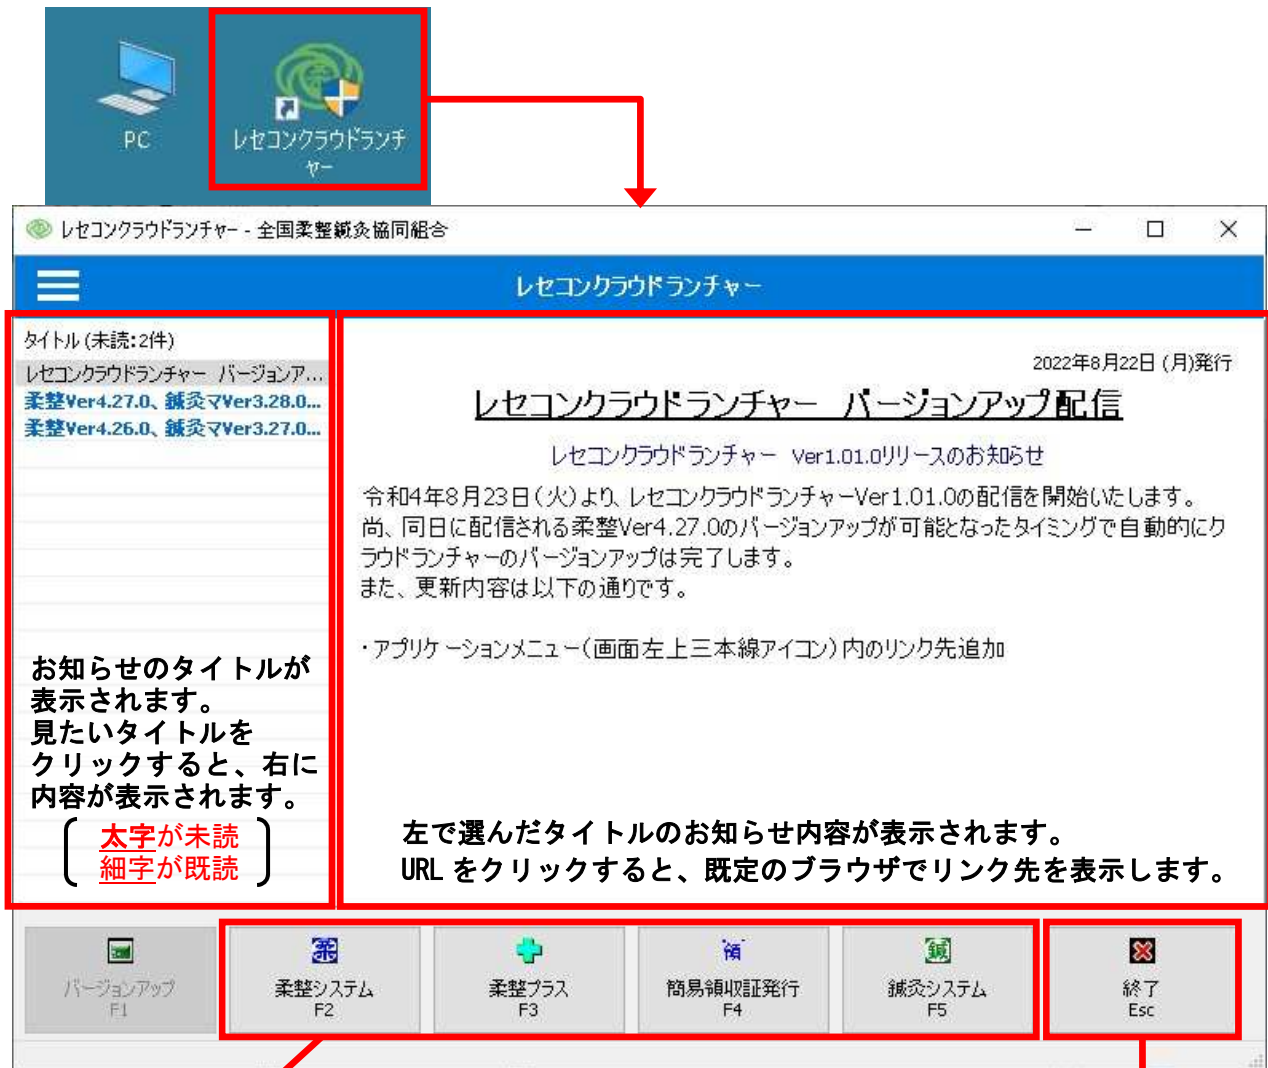 PC
レセコンクラウドランチ
ャー
レセコンクラウドランチャー - 全国柔整鍼灸協同組合
レセコンクラウドランチャー
タイトル (未読:2件)
レセコンクラウドランチャー　バージョンア...
柔整Ver4.27.0、鍼灸マVer3.28.0...
柔整Ver4.26.0、鍼灸マVer3.27.0...
お知らせのタイトルが
表示されます。
見たいタイトルを
クリックすると、右に
内容が表示されます。
太字が未読
細字が既読
2022年8月22日 (月)発行
レセコンクラウドランチャー　バージョンアップ配信
レセコンクラウドランチャー　Ver1.01.0リリースのお知らせ
令和4年8月23日(火)より、レセコンクラウドランチャーVer1.01.0の配信を開始いたします。
尚、同日に配信される柔整Ver4.27.0のバージョンアップが可能となったタイミングで自動的にク
ラウドランチャーのバージョンアップは完了します。
また、更新内容は以下の通りです。
・アプリケーションメニュー(画面左上三本線アイコン)内のリンク先追加
左で選んだタイトルのお知らせ内容が表示されます。
URL をクリックすると、既定のブラウザでリンク先を表示します。
バージョンアップ
F1
柔
柔整システム
F2
柔整プラス
F3
領
簡易領収証発行
F4
鍼
鍼灸システム
F5
終了
Esc